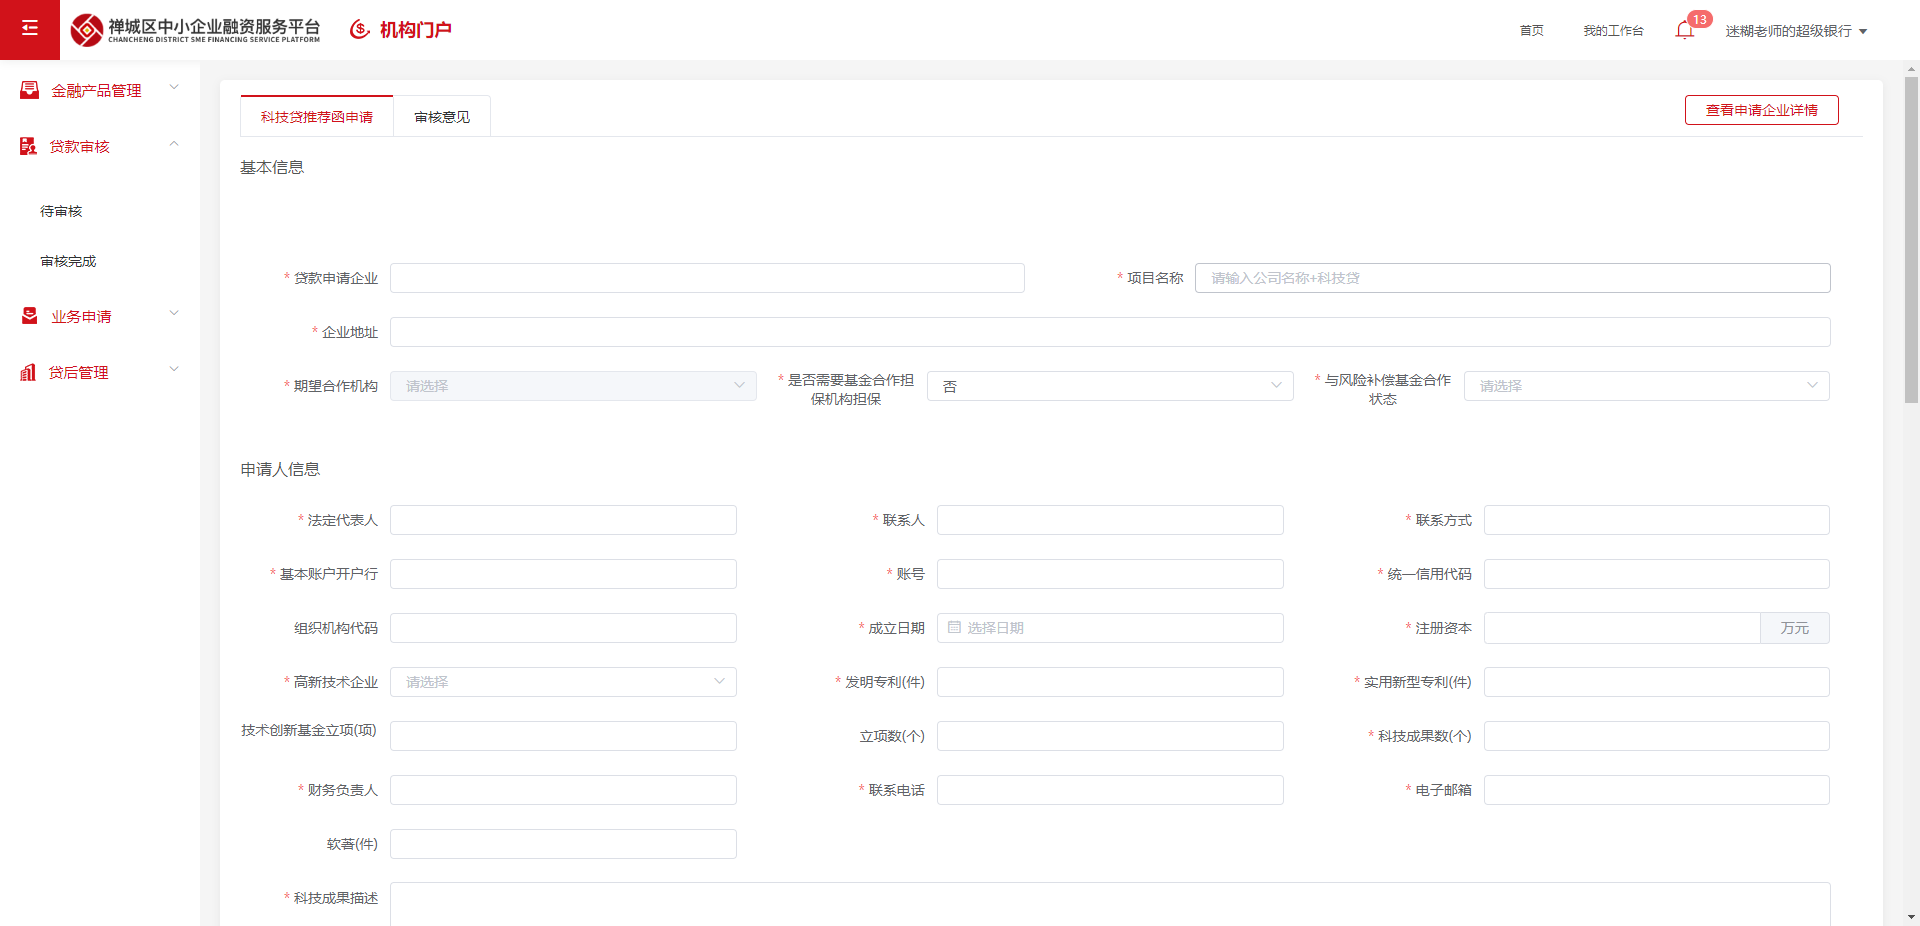 禅城区中小企业融资服务平台
CHANCHENG DISTRICT SME FINANCING SERVICE PLATFORM
机构门户
首页
我的工作台
13
迷糊老师的超级银行
金融产品管理
贷款审核
待审核
审核完成
业务申请
贷后管理
科技贷推荐函申请
审核意见
查看申请企业详情
基本信息
* 贷款申请企业
* 项目名称
请输入公司名称+科技贷
* 企业地址
* 期望合作机构
请选择
* 是否需要基金合作担
保机构担保
否
* 与风险补偿基金合作
状态
请选择
申请人信息
* 法定代表人
* 联系人
* 联系方式
* 基本账户开户行
* 账号
* 统一信用代码
组织机构代码
* 成立日期
选择日期
* 注册资本
万元
* 高新技术企业
请选择
* 发明专利(件)
* 实用新型专利(件)
技术创新基金立项(项)
立项数(个)
* 科技成果数(个)
* 财务负责人
* 联系电话
* 电子邮箱
软著(件)
* 科技成果描述